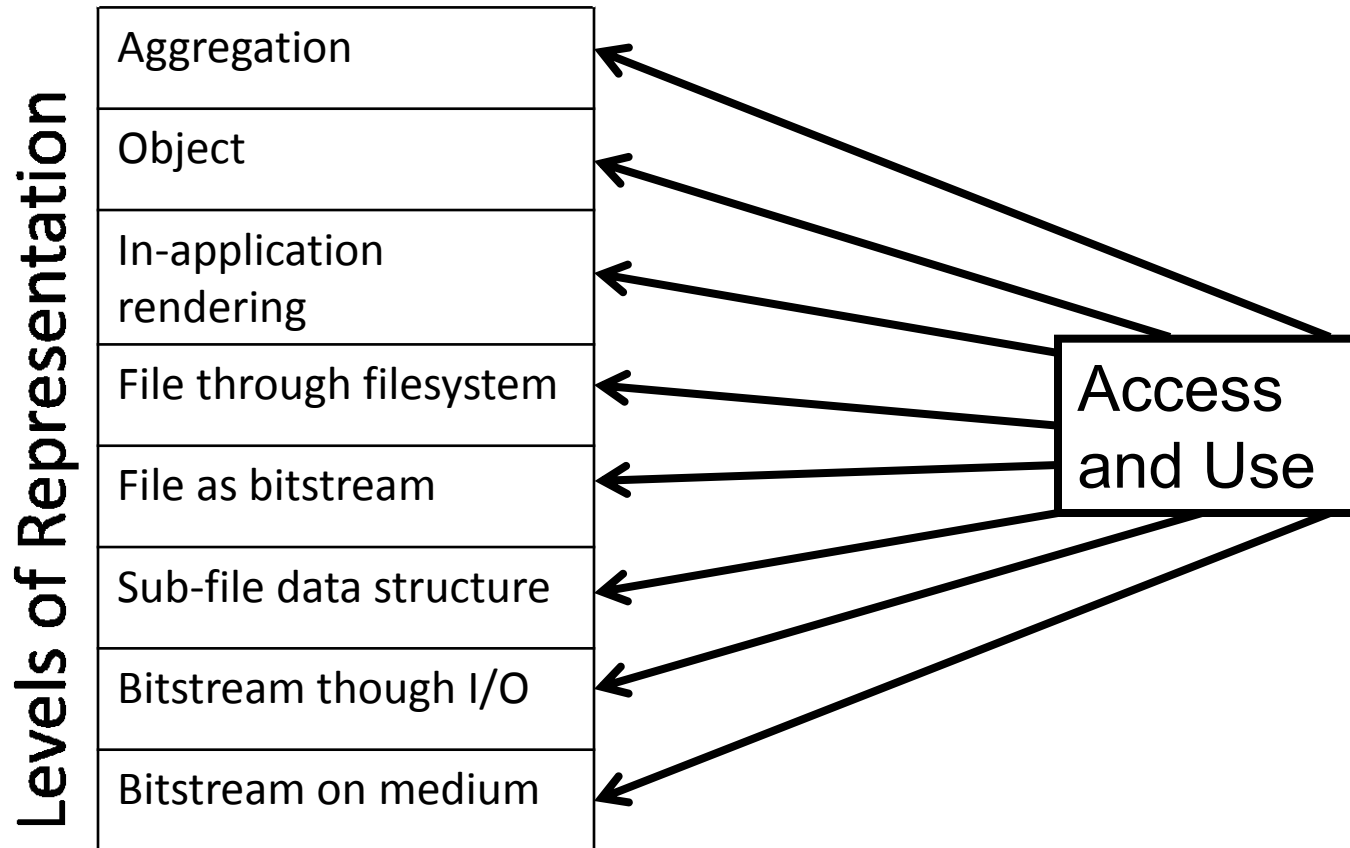 Levels of Representation
Aggregation
Object
In-application
rendering
File through filesystem
File as bitstream
Sub-file data structure
Bitstream though I/O
Bitstream on medium
Access
and Use